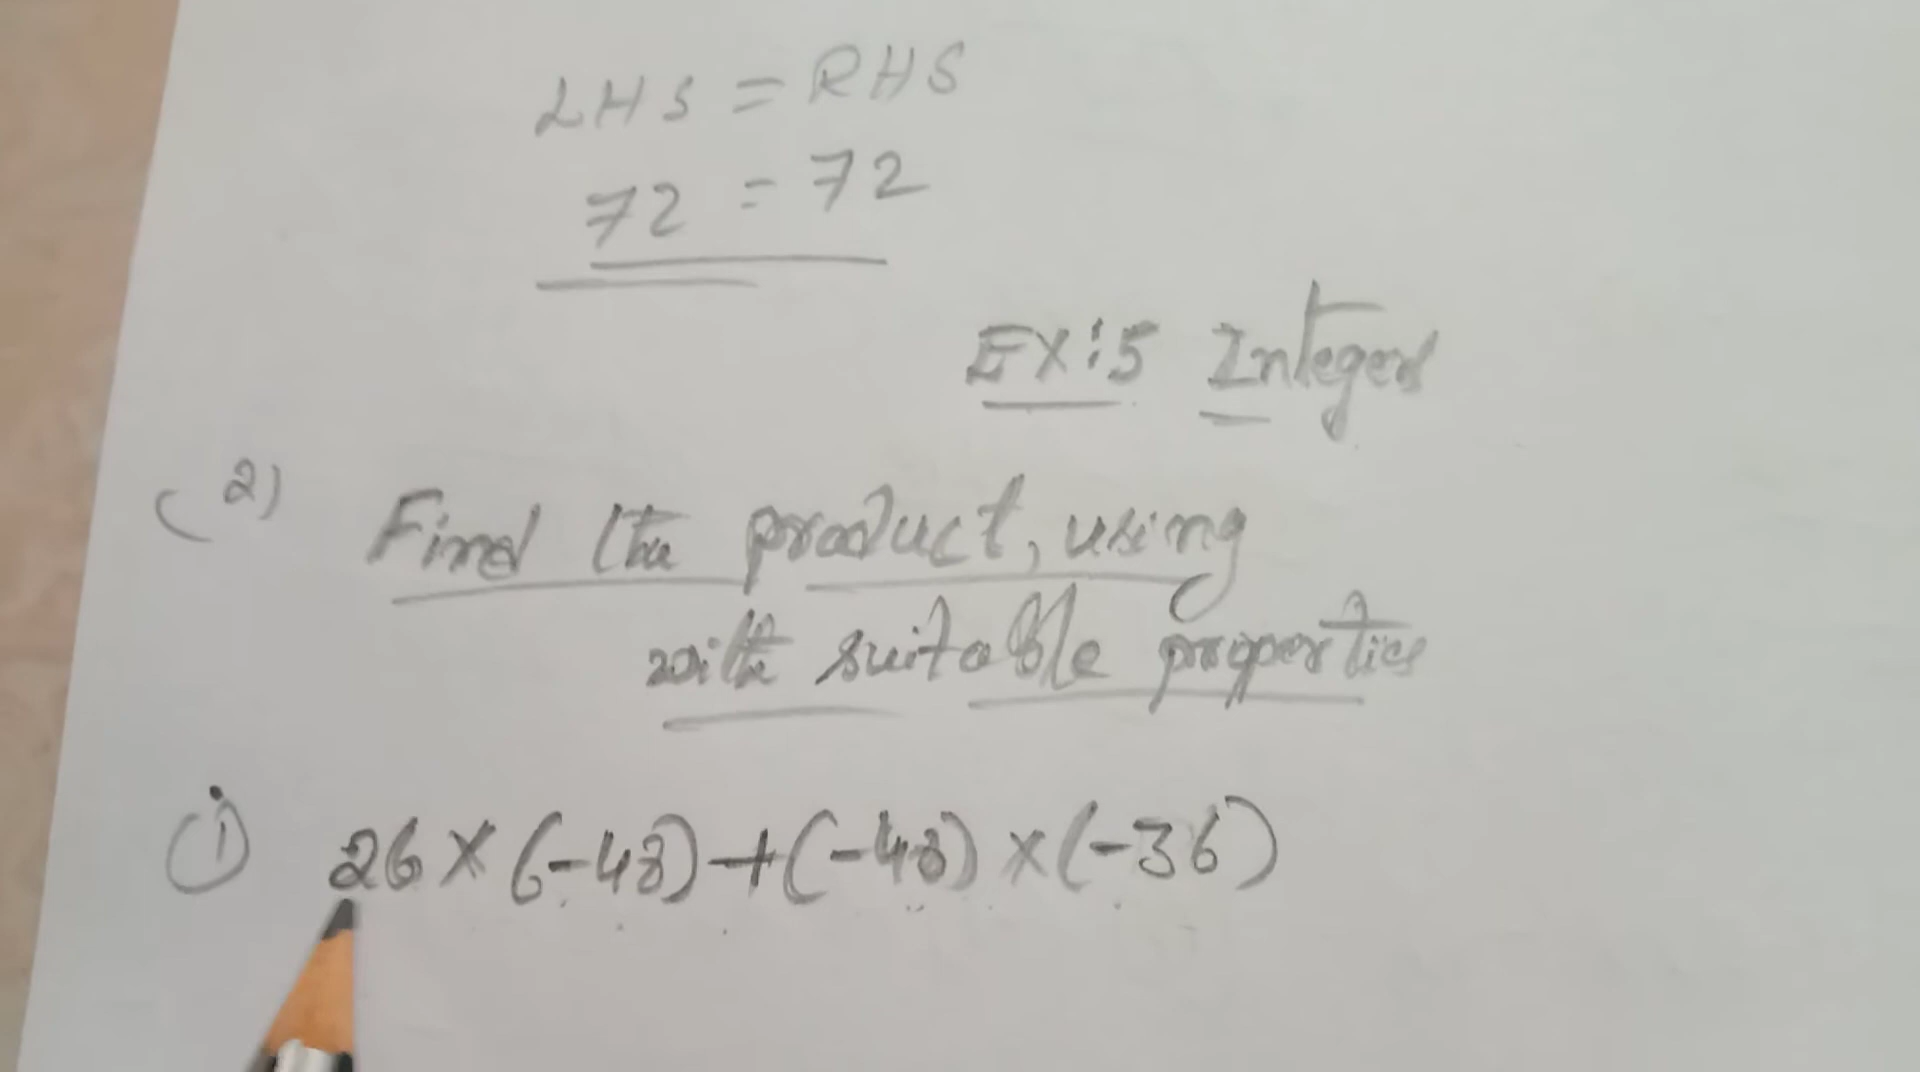 LHS = RHS
72 = 72
EX:5 Integers
(2) Find the product, using
with suitable properties
(i) 26 × (-48) + (-48) × (-36)